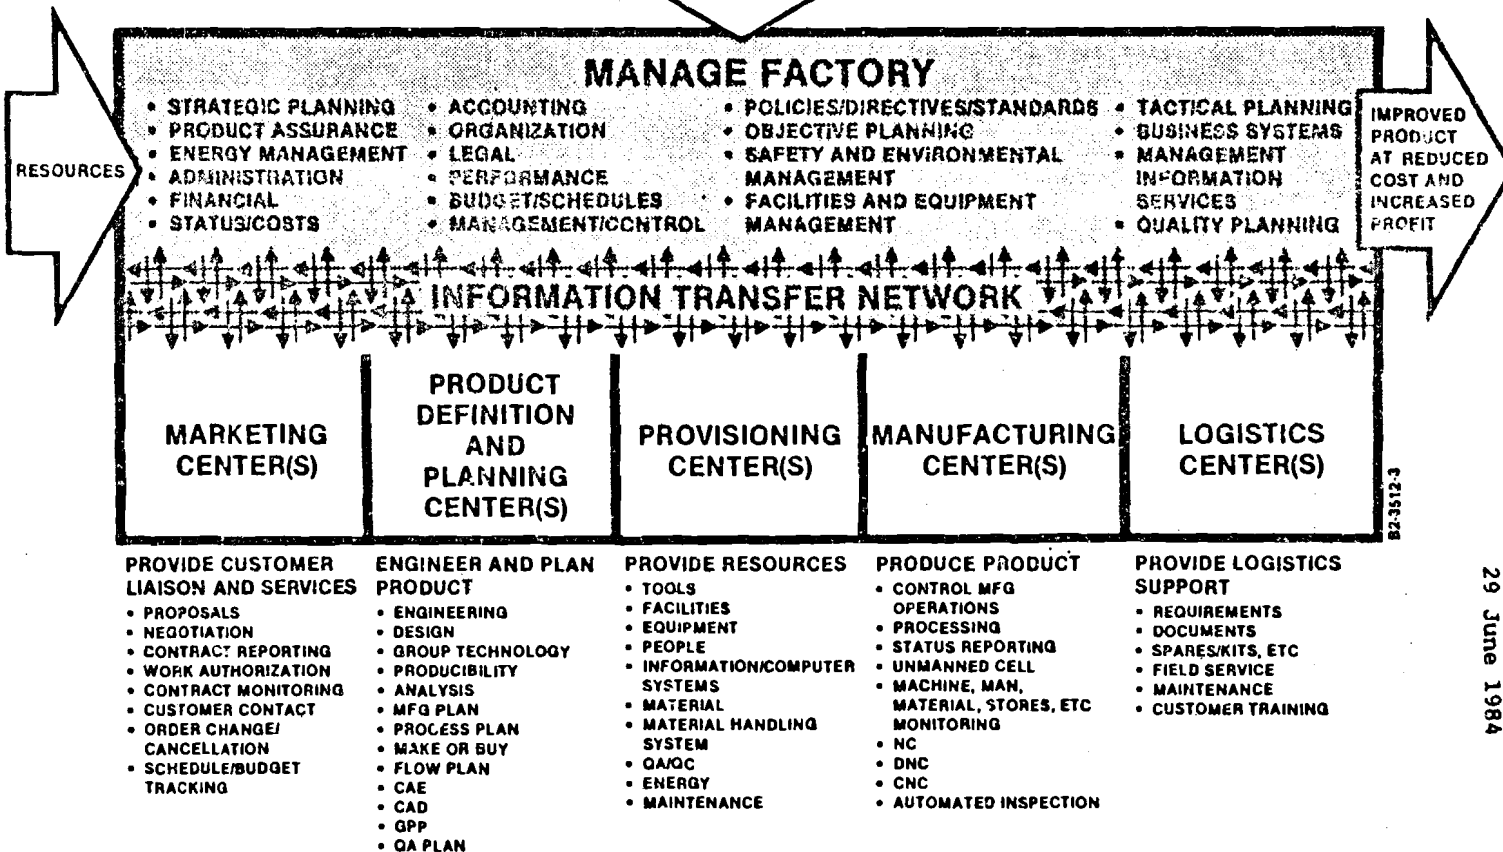 MANAGE FACTORY
RESOURCES
• STRATEGIC PLANNING
• PRODUCT ASSURANCE
• ENERGY MANAGEMENT
• ADMINISTRATION
• FINANCIAL
• STATUS/COSTS
• ACCOUNTING
• ORGANIZATION
• LEGAL
• PERFORMANCE
• BUDGET/SCHEDULES
• MANAGEMENT/CONTROL
• POLICIES/DIRECTIVES/STANDARDS
• OBJECTIVE PLANNING
• SAFETY AND ENVIRONMENTAL
MANAGEMENT
• FACILITIES AND EQUIPMENT
MANAGEMENT
• TACTICAL PLANNING
• BUSINESS SYSTEMS
• MANAGEMENT
INFORMATION
SERVICES
• QUALITY PLANNING
IMPROVED
PRODUCT
AT REDUCED
COST AND
INCREASED
PROFIT
INFORMATION TRANSFER NETWORK
MARKETING
CENTER(S)
PRODUCT
DEFINITION
AND
PLANNING
CENTER(S)
PROVISIONING
CENTER(S)
MANUFACTURING
CENTER(S)
LOGISTICS
CENTER(S)
B2-3512-3
PROVIDE CUSTOMER
LIAISON AND SERVICES
• PROPOSALS
• NEGOTIATION
• CONTRACT REPORTING
• WORK AUTHORIZATION
• CONTRACT MONITORING
• CUSTOMER CONTACT
• ORDER CHANGE/
CANCELLATION
• SCHEDULE/BUDGET
TRACKING
ENGINEER AND PLAN
PRODUCT
• ENGINEERING
• DESIGN
• GROUP TECHNOLOGY
• PRODUCIBILITY
• ANALYSIS
• MFG PLAN
• PROCESS PLAN
• MAKE OR BUY
• FLOW PLAN
• CAE
• CAD
• GPP
• QA PLAN
PROVIDE RESOURCES
• TOOLS
• FACILITIES
• EQUIPMENT
• PEOPLE
• INFORMATION/COMPUTER
SYSTEMS
• MATERIAL
• MATERIAL HANDLING
SYSTEM
• QA/QC
• ENERGY
• MAINTENANCE
PRODUCE PRODUCT
• CONTROL MFG
OPERATIONS
• PROCESSING
• STATUS REPORTING
• UNMANNED CELL
• MACHINE, MAN,
MATERIAL, STORES, ETC
MONITORING
• NC
• DNC
• CNC
• AUTOMATED INSPECTION
PROVIDE LOGISTICS
SUPPORT
• REQUIREMENTS
• DOCUMENTS
• SPARES/KITS, ETC
• FIELD SERVICE
• MAINTENANCE
• CUSTOMER TRAINING
29 June 1984